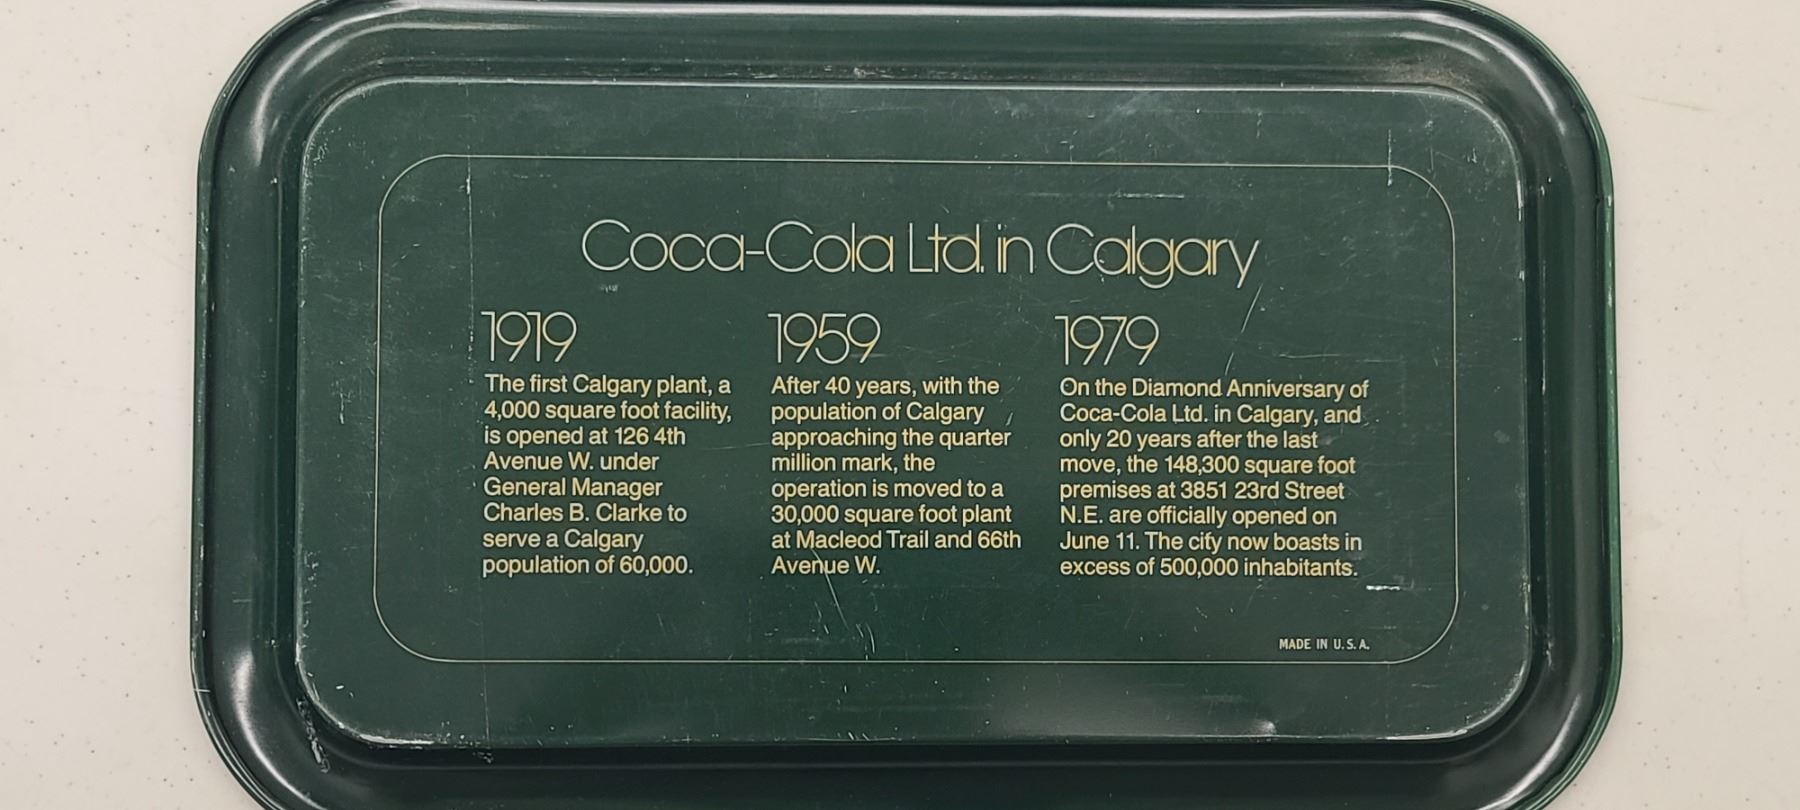 Coca-Cola Ltd. in Calgary
1919
The first Calgary plant, a
4,000 square foot facility,
is opened at 126 4th
Avenue W. under
General Manager
Charles B. Clarke to
serve a Calgary
population of 60,000.
1959
After 40 years, with the
population of Calgary
approaching the quarter
million mark, the
operation is moved to a
30,000 square foot plant
at Macleod Trail and 66th
Avenue W.
1979
On the Diamond Anniversary of
Coca-Cola Ltd. in Calgary, and
only 20 years after the last
move, the 148,300 square foot
premises at 3851 23rd Street
N.E. are officially opened on
June 11. The city now boasts in
excess of 500,000 inhabitants.
MADE IN U.S.A.